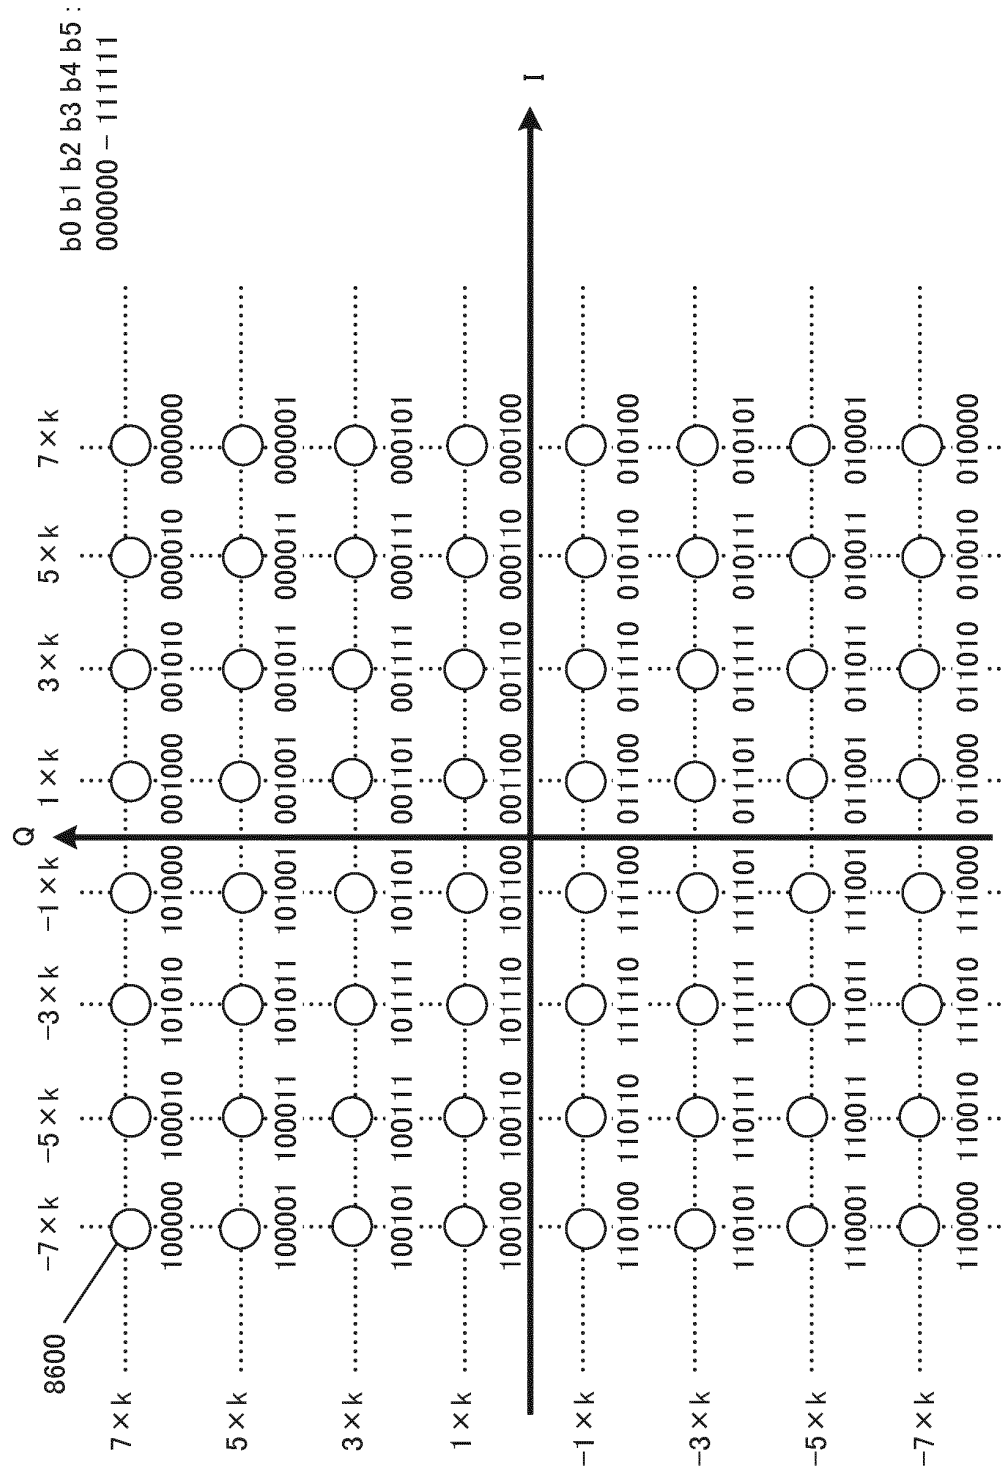 Q
b0 b1 b2 b3 b4 b5 :
000000 – 111111
8600
−7×k −5×k −3×k −1×k 1×k 3×k 5×k 7×k
7×k
100000 100010 101010 101000 001000 001010 000010 000000
5×k
100001 100011 101011 101001 001001 001011 000011 000001
3×k
100101 100111 101111 101101 001101 001111 000111 000101
1×k
100100 100110 101110 101100 001100 001110 000110 000100
I
−1×k
110100 110110 111110 111100 011100 011110 010110 010100
−3×k
110101 110111 111111 111101 011101 011111 010111 010101
−5×k
110001 110011 111011 111001 011001 011011 010011 010001
−7×k
110000 110010 111010 111000 011000 011010 010010 010000